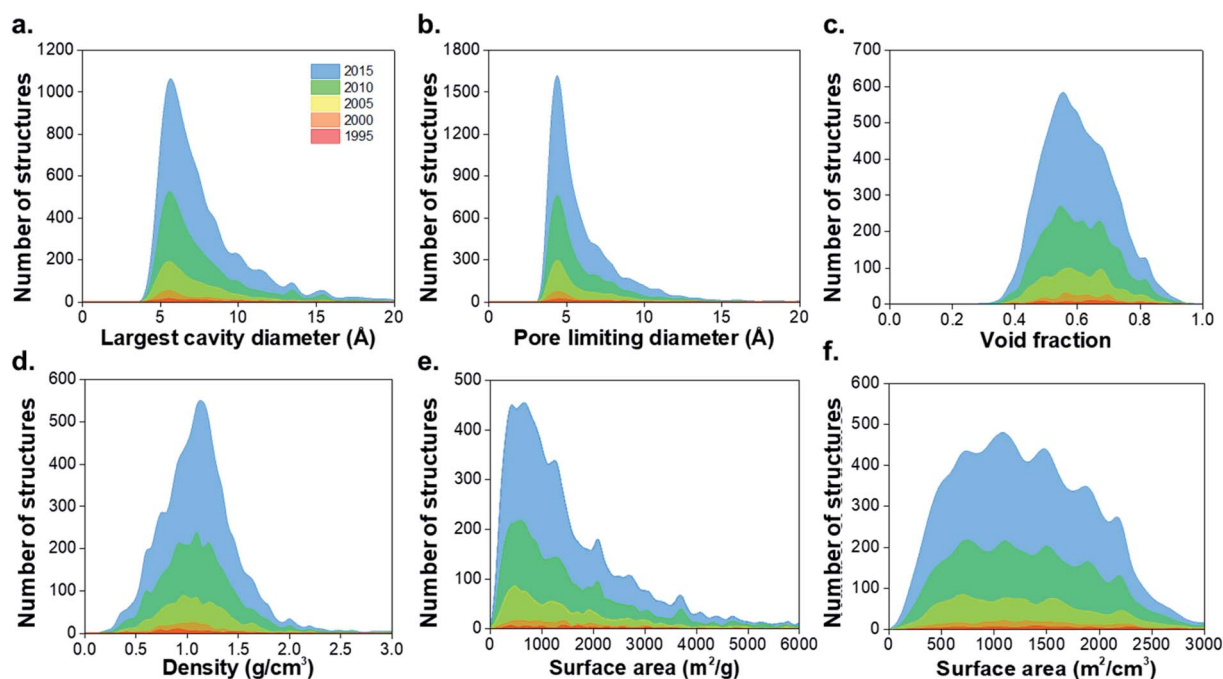 a.
1200
1000
800
600
400
200
0
0 5 10 15 20
Number of structures
Largest cavity diameter (Å)
2015
2010
2005
2000
1995
b.
1800
1500
1200
900
600
300
0
0 5 10 15 20
Number of structures
Pore limiting diameter (Å)
c.
700
600
500
400
300
200
100
0
0.0 0.2 0.4 0.6 0.8 1.0
Number of structures
Void fraction
d.
600
500
400
300
200
100
0
0.0 0.5 1.0 1.5 2.0 2.5 3.0
Number of structures
Density (g/cm³)
e.
500
400
300
200
100
0
0 1000 2000 3000 4000 5000 6000
Number of structures
Surface area (m²/g)
f.
600
500
400
300
200
100
0
0 500 1000 1500 2000 2500 3000
Number of structures
Surface area (m²/cm³)